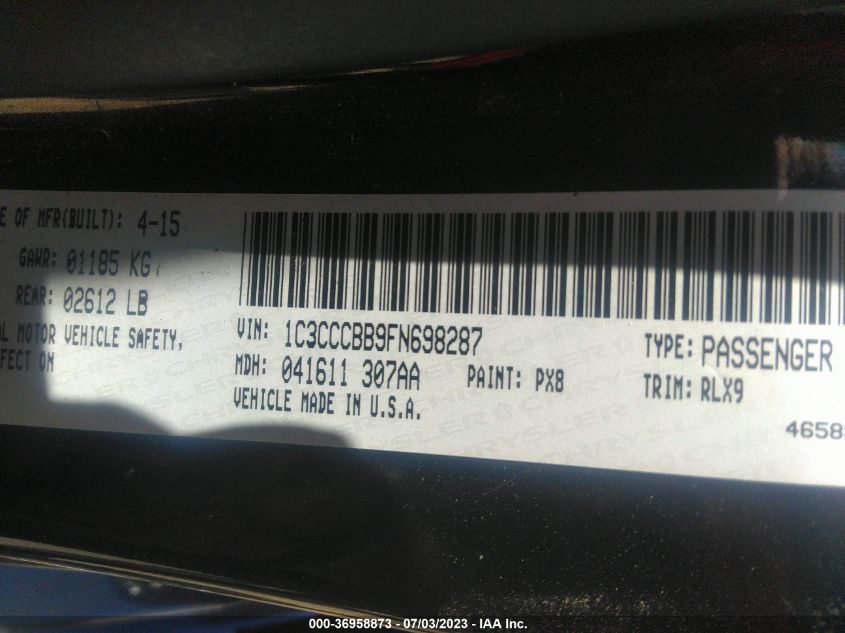 E OF MFR(BUILT): 4-15
GAWR: 01185 KG
REAR: 02612 LB
L MOTOR VEHICLE SAFETY,
FECT ON
VIN: 1C3CCCBB9FN698287
TYPE: PASSENGER
MDH: 041611 307AA PAINT: PX8
TRIM: RLX9
VEHICLE MADE IN U.S.A.
4658
000-36958873 - 07/03/2023 - IAA Inc.